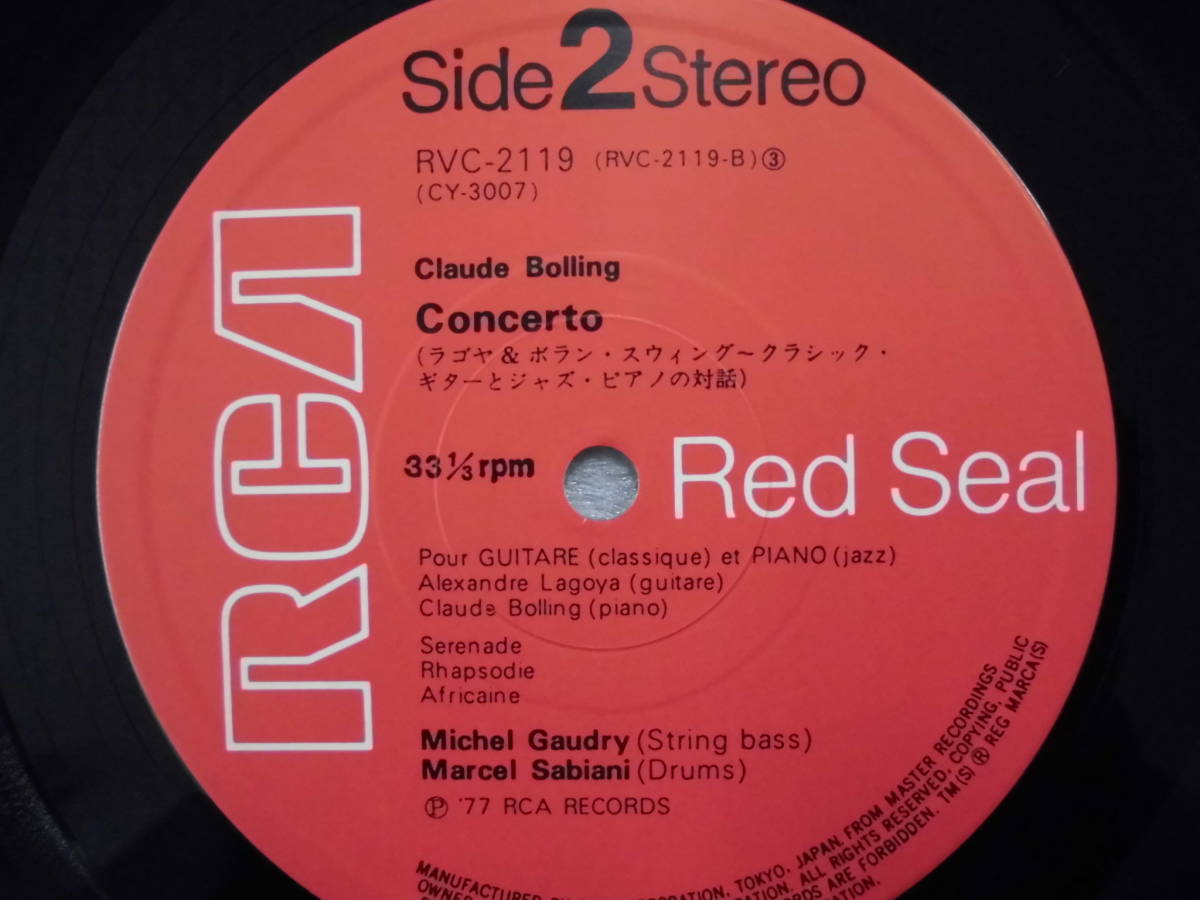 Side 2 Stereo
RVC-2119 (RVC-2119-B) ③
(CY-3007)
RCA
Claude Bolling
Concerto
(ラゴヤ & ボラン・スウィング〜クラシック・
ギターとジャズ・ピアノの対話)
33 1/3 rpm
Red Seal
Pour GUITARE (classique) et PIANO (jazz)
Alexandre Lagoya (guitare)
Claude Bolling (piano)
Serenade
Rhapsodie
Africaine
Michel Gaudry (String bass)
Marcel Sabiani (Drums)
Ⓟ '77 RCA RECORDS
MANUFACTURED TOKYO, JAPAN, FROM MASTER RECORDINGS
ALL RIGHTS RESERVED, COPYING, PUBLIC
ARE FORBIDDEN. TM(S) ® REG MARCA(S)